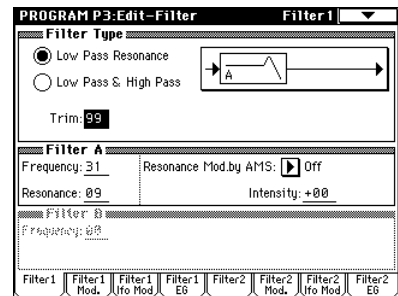 PROGRAM P3:Edit-Filter Filter1
Filter Type
Low Pass Resonance
Low Pass & High Pass
A
Trim: 99
Filter A
Frequency: 31 Resonance Mod.by AMS: Off
Resonance: 09 Intensity: +00
Filter B
Frequency: 00
Filter1 Filter1 Mod. Filter1 lfo Mod Filter1 EG Filter2 Filter2 Mod. Filter2 lfo Mod Filter2 EG